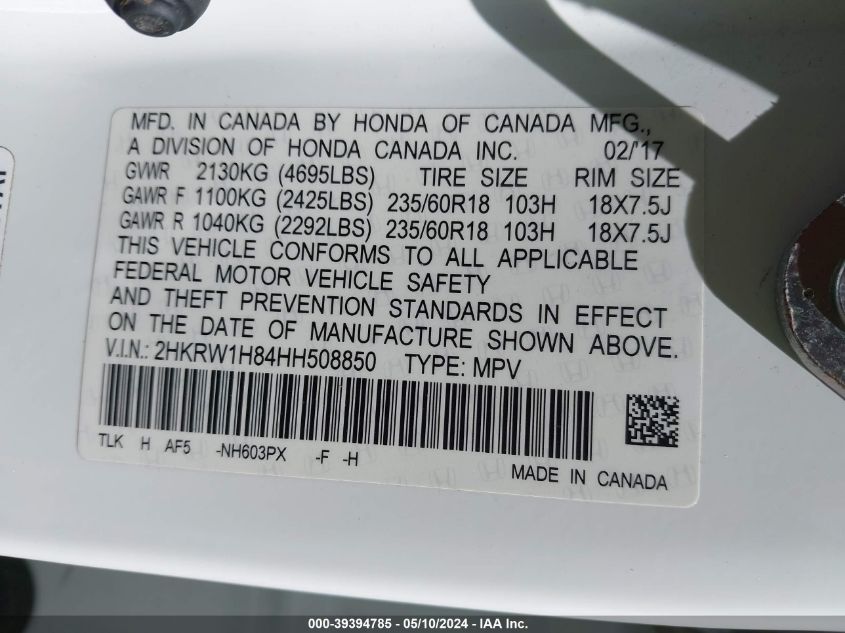 MFD. IN CANADA BY HONDA OF CANADA MFG.,
A DIVISION OF HONDA CANADA INC. 02/'17
GVWR 2130KG (4695LBS) TIRE SIZE RIM SIZE
GAWR F 1100KG (2425LBS) 235/60R18 103H 18X7.5J
GAWR R 1040KG (2292LBS) 235/60R18 103H 18X7.5J
THIS VEHICLE CONFORMS TO ALL APPLICABLE
FEDERAL MOTOR VEHICLE SAFETY
AND THEFT PREVENTION STANDARDS IN EFFECT
ON THE DATE OF MANUFACTURE SHOWN ABOVE.
V.I.N.: 2HKRW1H84HH508850 TYPE: MPV
TLK H AF5 -NH603PX -F -H
MADE IN CANADA
000-39394785 - 05/10/2024 - IAA Inc.